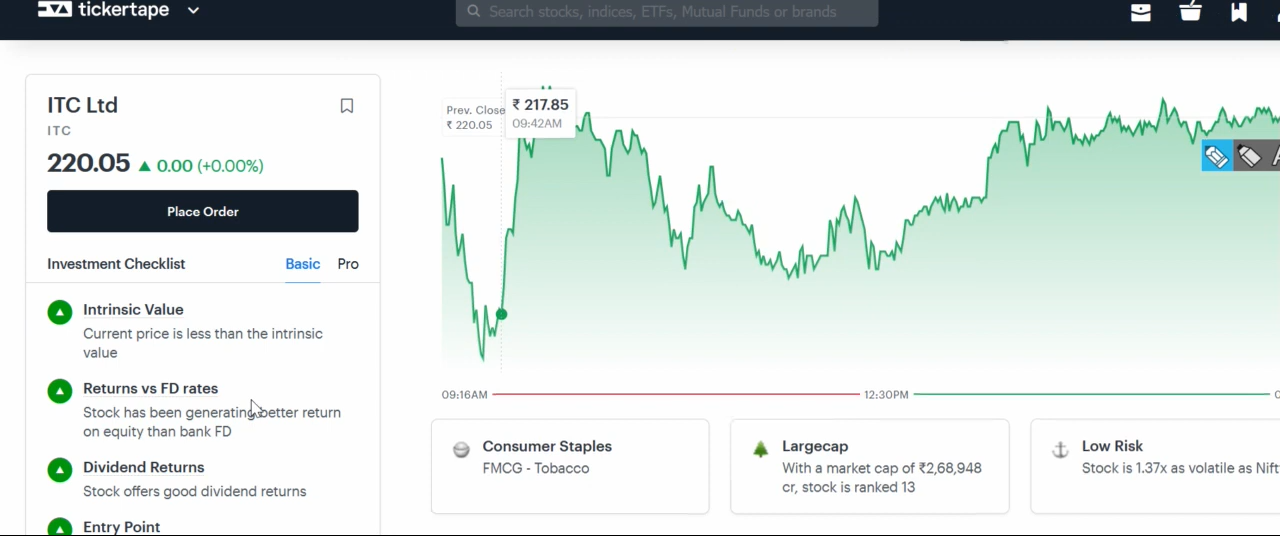 tickertape
Search stocks, indices, ETFs, Mutual Funds or brands
ITC Ltd
ITC
220.05 ▲ 0.00 (+0.00%)
Place Order
Investment Checklist Basic Pro
Intrinsic Value
Current price is less than the intrinsic
value
Returns vs FD rates
Stock has been generating better return
on equity than bank FD
Dividend Returns
Stock offers good dividend returns
Entry Point
Prev. Close
₹ 220.05
₹ 217.85
09:42AM
09:16AM 12:30PM
Consumer Staples
FMCG - Tobacco
Largecap
With a market cap of ₹2,68,948
cr, stock is ranked 13
Low Risk
Stock is 1.37x as volatile as